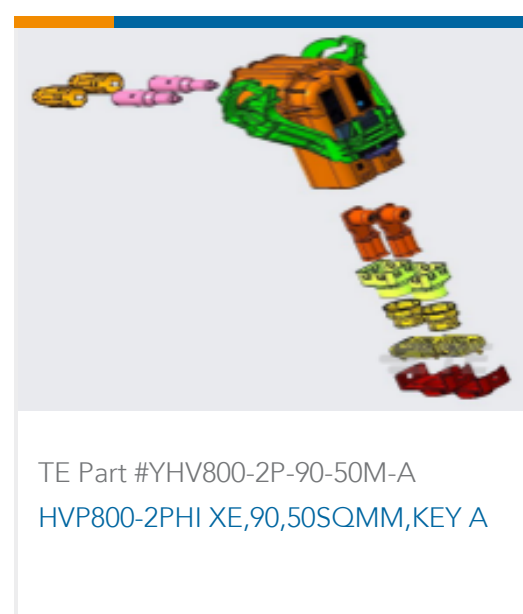 TE Part #YHV800-2P-90-50M-A
HVP800-2PHI XE,90,50SQMM,KEY A